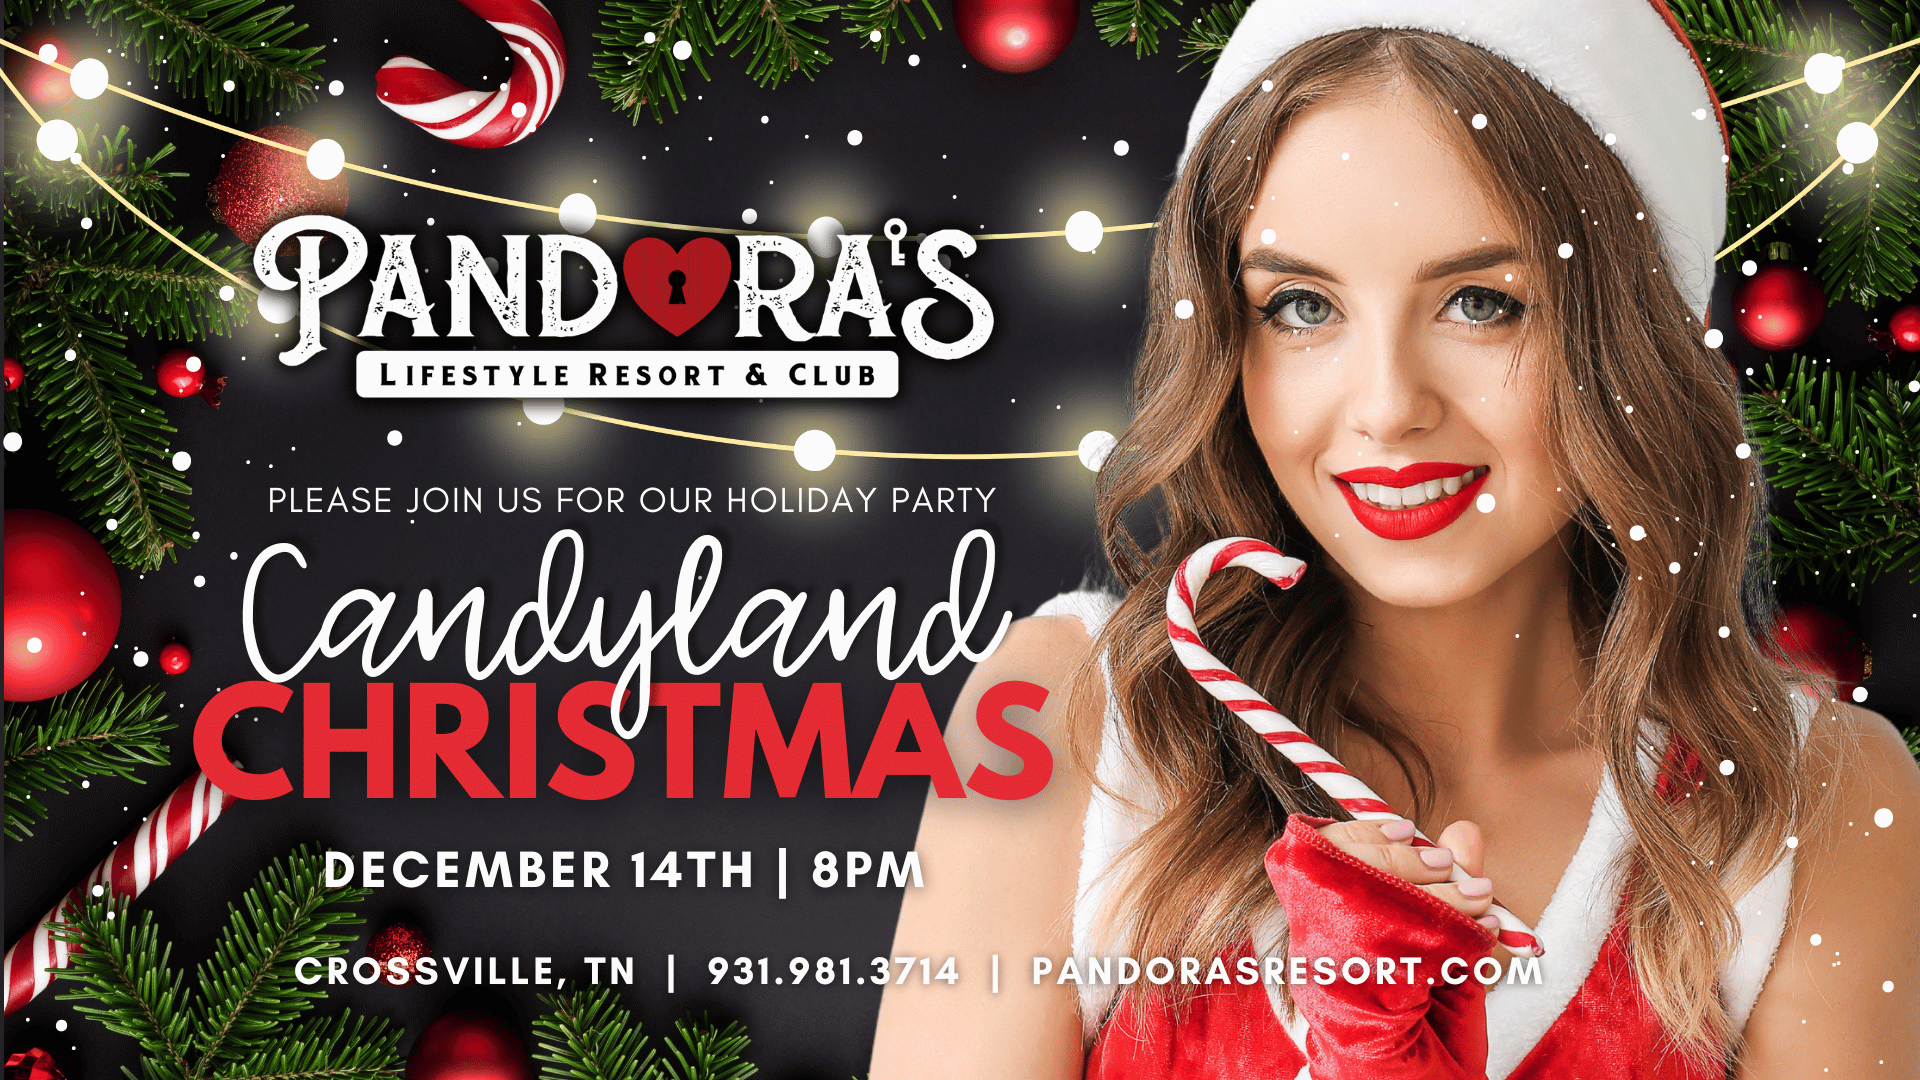 PANDORA'S
LIFESTYLE RESORT & CLUB
PLEASE JOIN US FOR OUR HOLIDAY PARTY
Candyland
CHRISTMAS
DECEMBER 14TH | 8PM
CROSSVILLE, TN | 931.981.3714 | PANDORASRESORT.COM